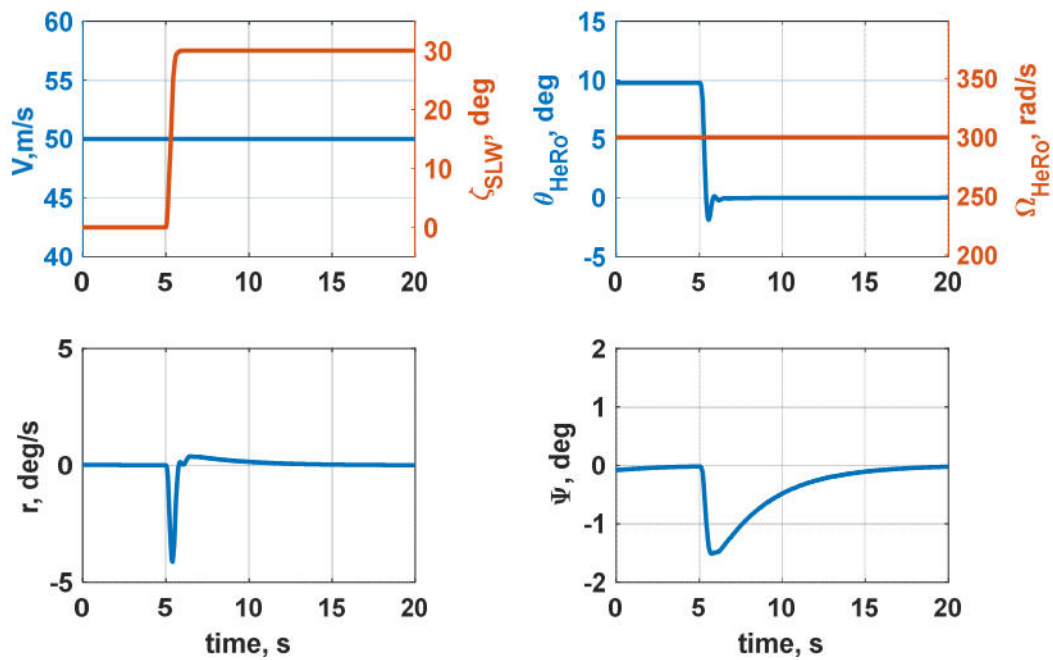 60
55
50
45
40
V,m/s
30
20
10
0
ζSLW, deg
0 5 10 15 20
15
10
5
0
-5
θHeRo, deg
350
300
250
200
ΩHeRo, rad/s
0 5 10 15 20
5
0
-5
r, deg/s
0 5 10 15 20
time, s
2
1
0
-1
-2
Ψ, deg
0 5 10 15 20
time, s